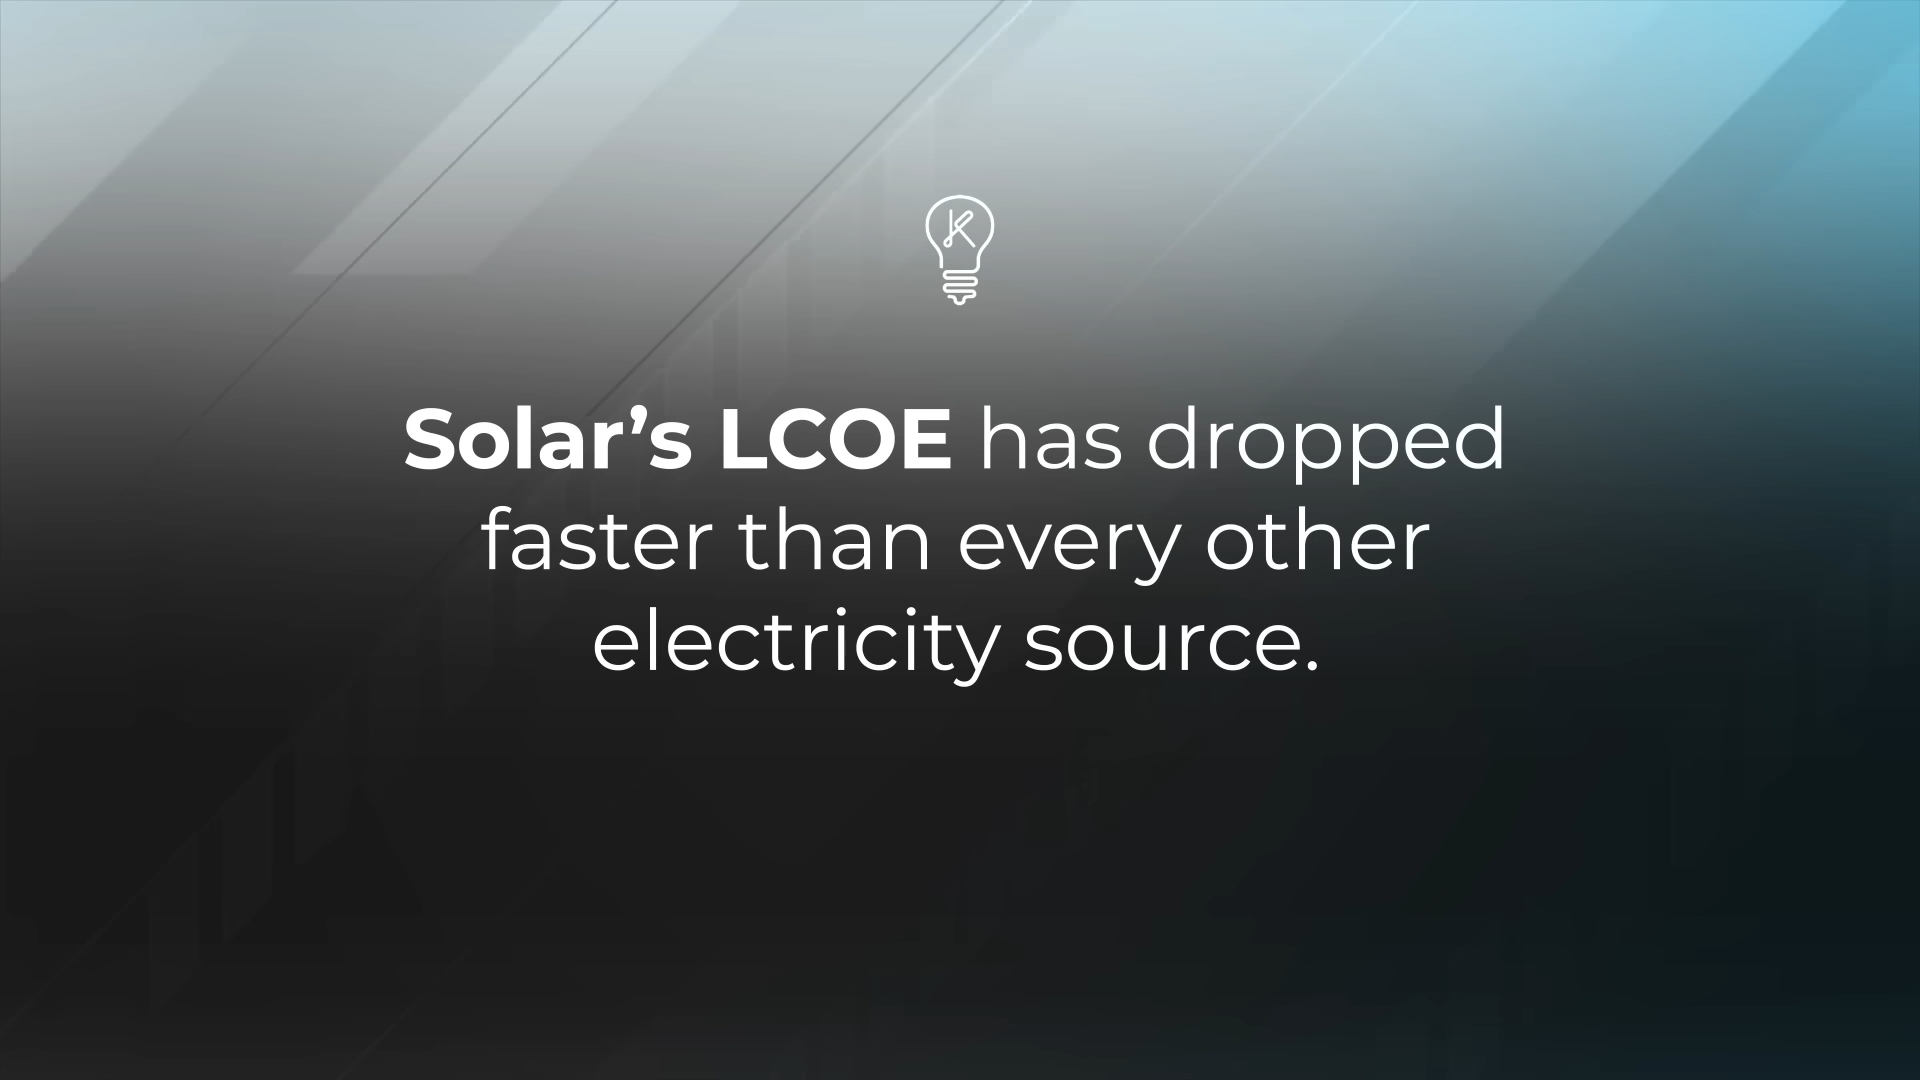 K
Solar’s LCOE has dropped
faster than every other
electricity source.